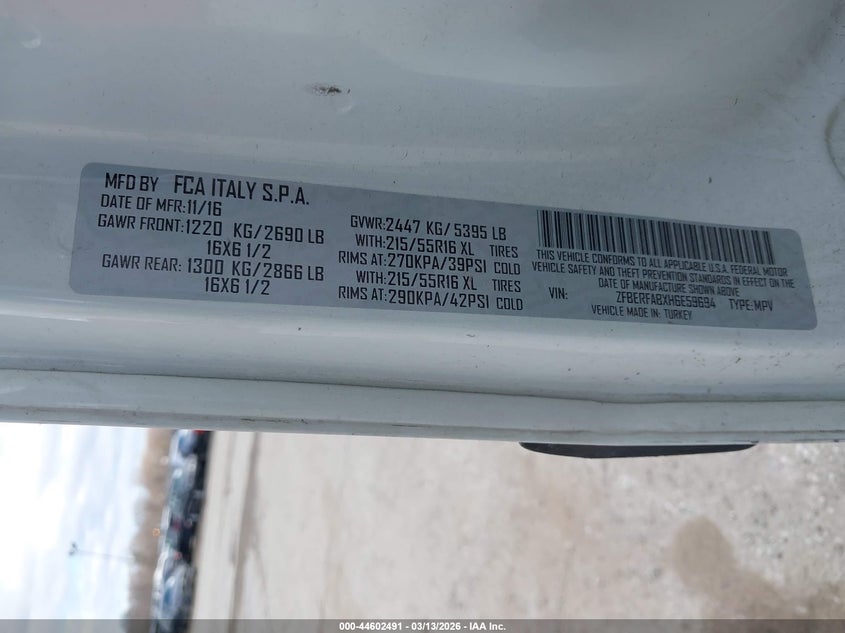 MFD BY FCA ITALY S.P.A.
DATE OF MFR:11/16
GAWR FRONT:1220 KG/2690 LB
16X6 1/2
GAWR REAR: 1300 KG/2866 LB
16X6 1/2
GVWR:2447 KG/5395 LB
WITH:215/55R16 XL TIRES
RIMS AT:270KPA/39PSI COLD
WITH:215/55R16 XL TIRES
RIMS AT:290KPA/42PSI COLD
THIS VEHICLE CONFORMS TO ALL APPLICABLE U.S.A. FEDERAL MOTOR
VEHICLE SAFETY AND THEFT PREVENTION STANDARDS IN EFFECT ON THE
DATE OF MANUFACTURE SHOWN ABOVE
VIN: ZFBERFABXH6E59694 TYPE:MPV
VEHICLE MADE IN: TURKEY
000-44602491 - 03/13/2026 - IAA Inc.